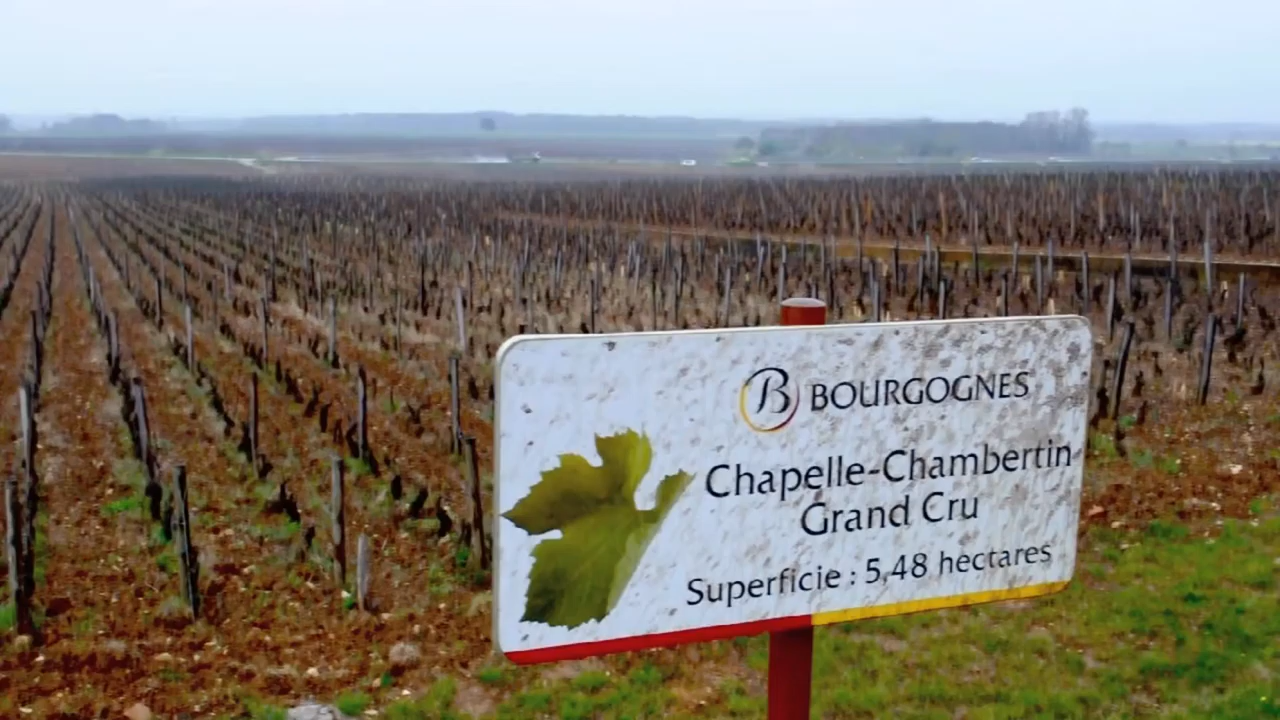 B BOURGOGNES
Chapelle-Chambertin
Grand Cru
Superficie : 5,48 hectares